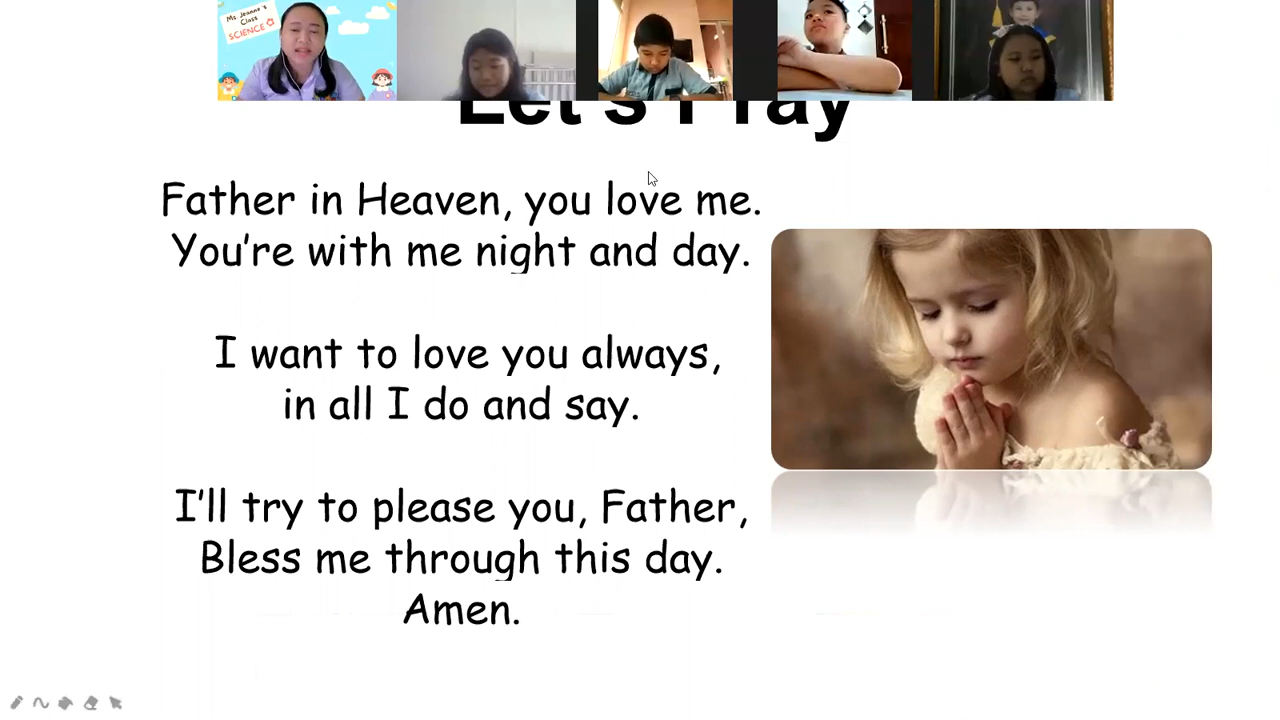 Ms. Jeanne's
Class
SCIENCE
Let's Pray
Father in Heaven, you love me.
You're with me night and day.
I want to love you always,
in all I do and say.
I'll try to please you, Father,
Bless me through this day.
Amen.